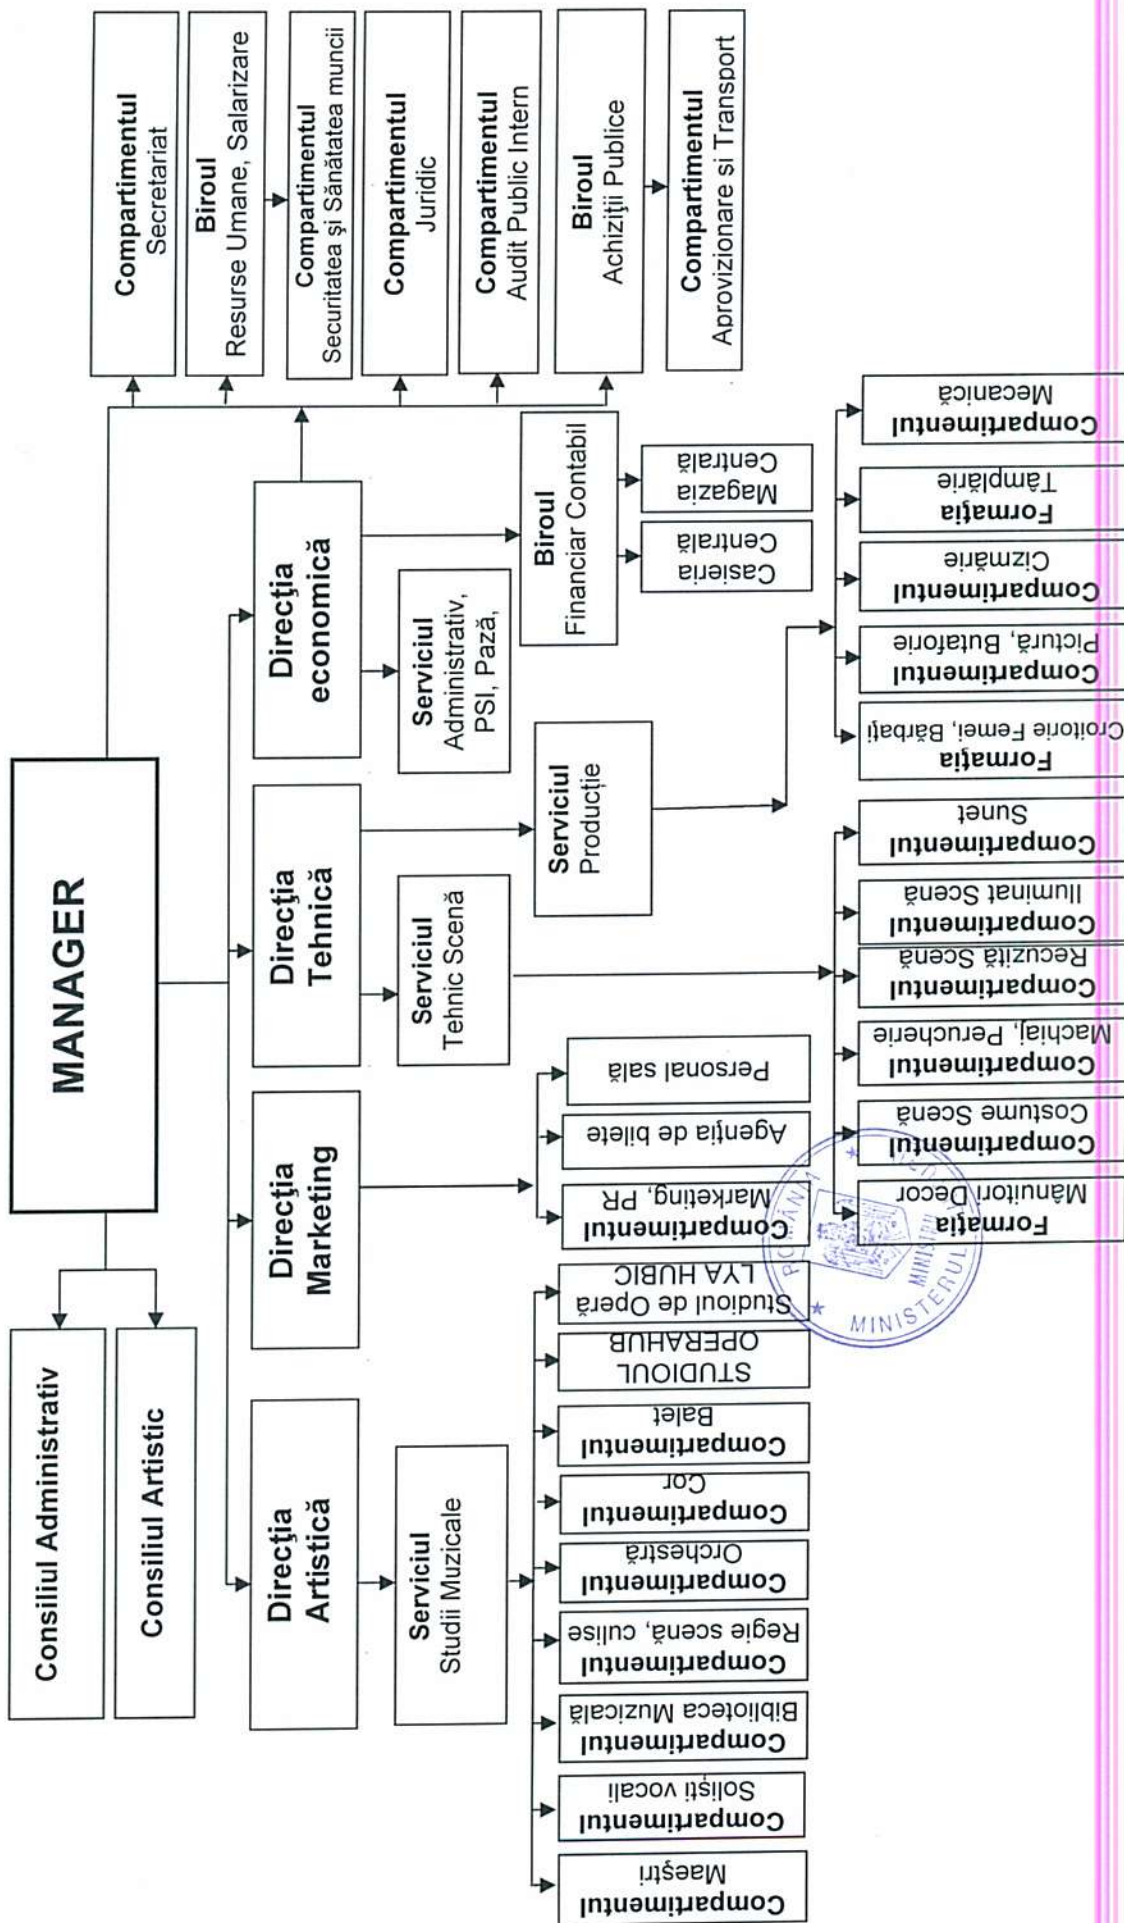 MANAGER
Consiliul Administrativ
Consiliul Artistic
Compartimentul
Secretariat
Biroul
Resurse Umane, Salarizare
Compartimentul
Securitatea și Sănătatea muncii
Compartimentul
Juridic
Compartimentul
Audit Public Intern
Biroul
Achiziţii Publice
Compartimentul
Aprovizionare si Transport
Direcţia
Artistică
Direcţia
Marketing
Direcţia
Tehnică
Direcţia
economică
Serviciul
Studii Muzicale
Serviciul
Tehnic Scenă
Serviciul
Producție
Serviciul
Administrativ,
PSI, Pază,
Biroul
Financiar Contabil
Casieria
Centrală
Magazia
Centrală
Compartimentul
Maeştri
Compartimentul
Soliști vocali
Compartimentul
Biblioteca Muzicală
Compartimentul
Regie scenă, culise
Compartimentul
Orchestră
Compartimentul
Cor
Compartimentul
Balet
STUDIOUL
OPERAHUB
Studioul de Operă
LYA HUBIC
Compartimentul
Marketing, PR
Agenţia de bilete
Personal sală
Formaţia
Mânuitori Decor
Compartimentul
Costume Scenă
Compartimentul
Machiaj, Perucherie
Compartimentul
Recuzită Scenă
Compartimentul
Iluminat Scenă
Compartimentul
Sunet
Formaţia
Croitorie Femei, Bărbaţi
Compartimentul
Pictură, Butaforie
Compartimentul
Cizmărie
Formaţia
Tâmplărie
Compartimentul
Mecanică
MINISTERUL